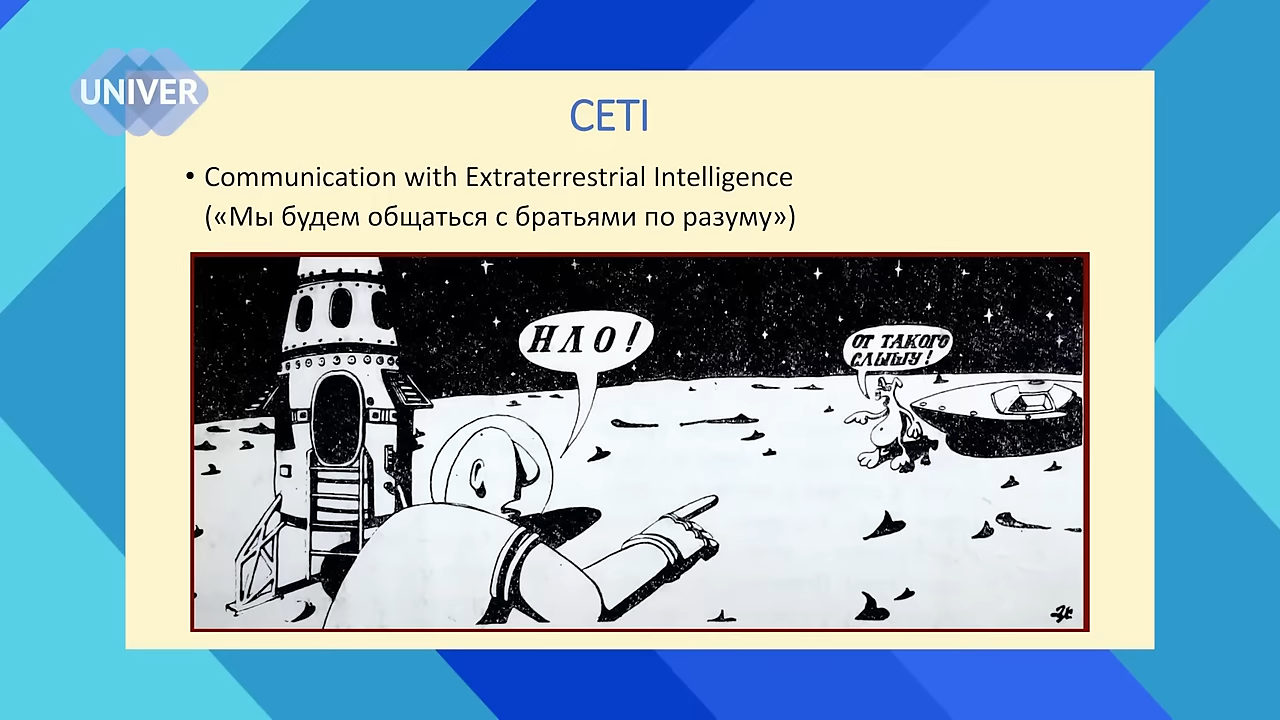 UNIVER
CETI
• Communication with Extraterrestrial Intelligence
(«Мы будем общаться с братьями по разуму»)
НЛО!
ОТ ТАКОГО
СЛЫШУ!